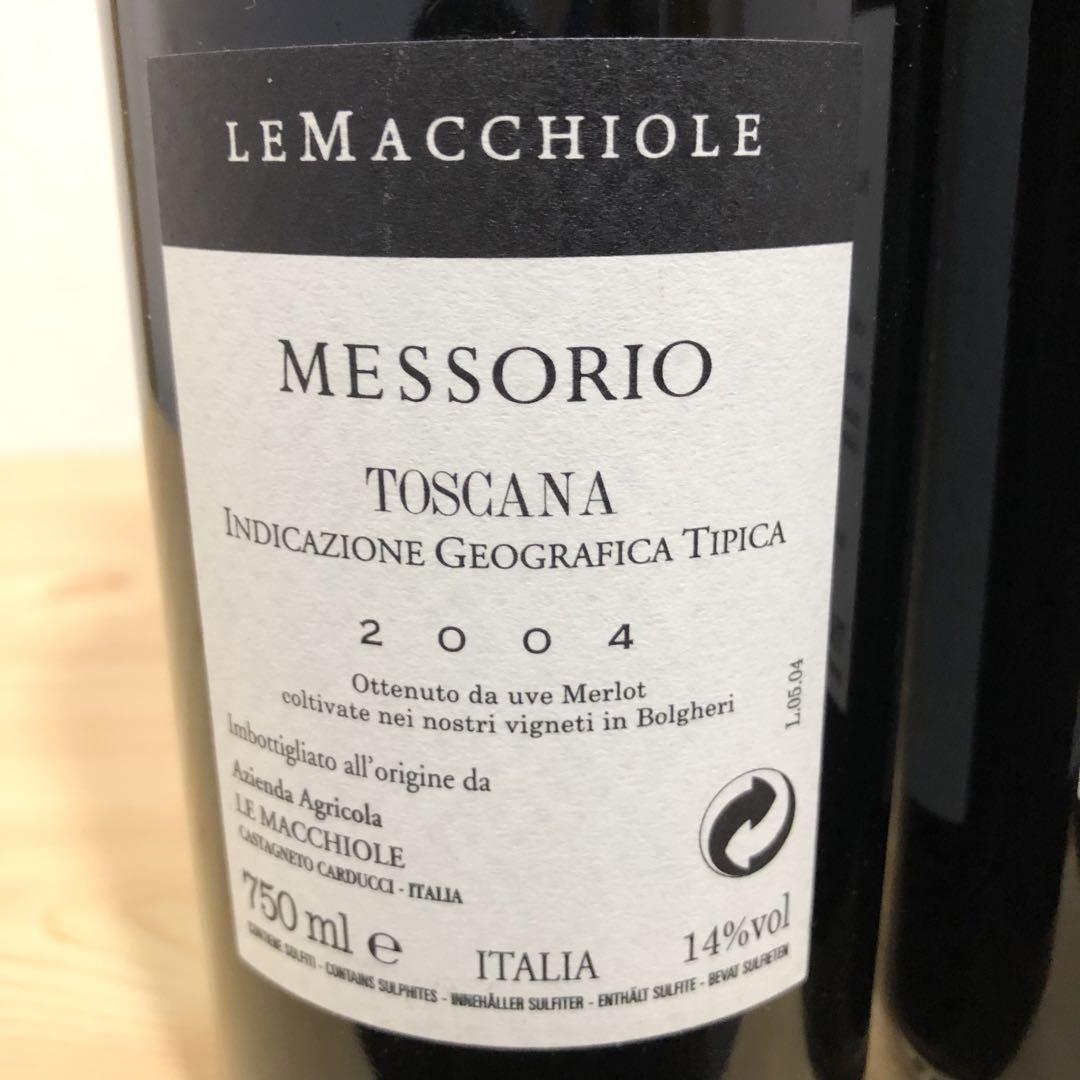 LE MACCHIOLE
MESSORIO
TOSCANA
INDICAZIONE GEOGRAFICA TIPICA
2004
Ottenuto da uve Merlot
coltivate nei nostri vigneti in Bolgheri
L.05.04
Imbottigliato all'origine da
Azienda Agricola
LE MACCHIOLE
CASTAGNETO CARDUCCI - ITALIA
750 ml e
ITALIA
14%vol
CONTIENE SOLFITI - CONTAINS SULPHITES - INNEHÅLLER SULFITER - ENTHÄLT SULFITE - BEVAT SULFIETEN